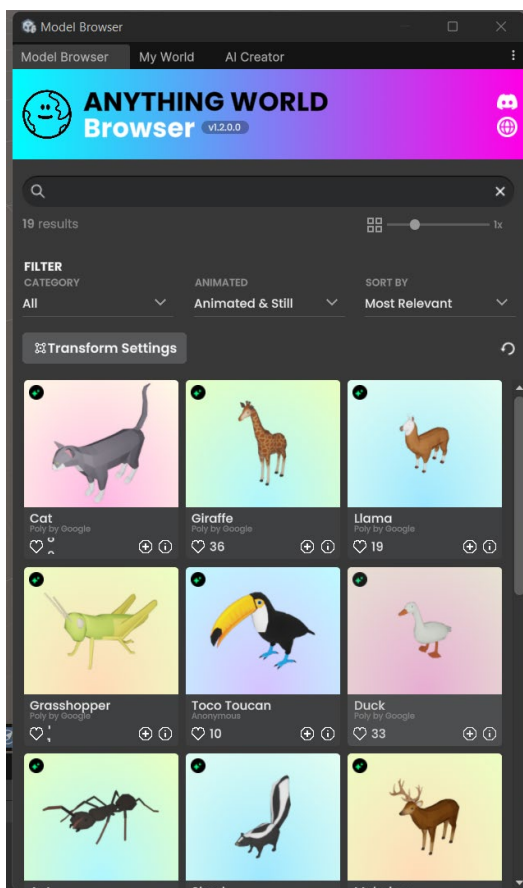 Model Browser
Model Browser My World AI Creator
ANYTHING WORLD
Browser v1.2.0.0
19 results
1x
FILTER
CATEGORY ANIMATED SORT BY
All Animated & Still Most Relevant
Transform Settings
Cat Giraffe Llama
Poly by Google Poly by Google Poly by Google
36 19
Grasshopper Toco Toucan Duck
Poly by Google Anonymous Poly by Google
10 33